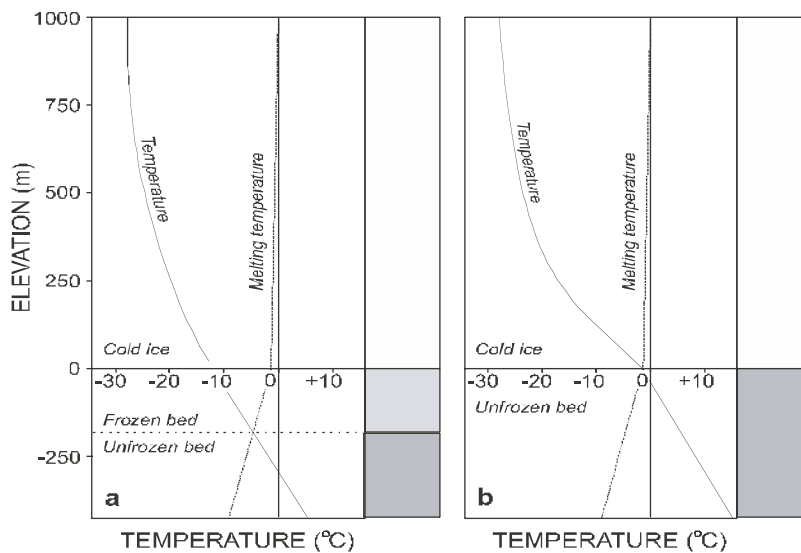 1000
750
500
250
0
-250
ELEVATION (m)
Temperature
Melting temperature
Cold ice
-30 -20 -10 0 +10
Frozen bed
Unfrozen bed
a
TEMPERATURE (°C)
Temperature
Melting temperature
Cold ice
-30 -20 -10 0 +10
Unfrozen bed
b
TEMPERATURE (°C)